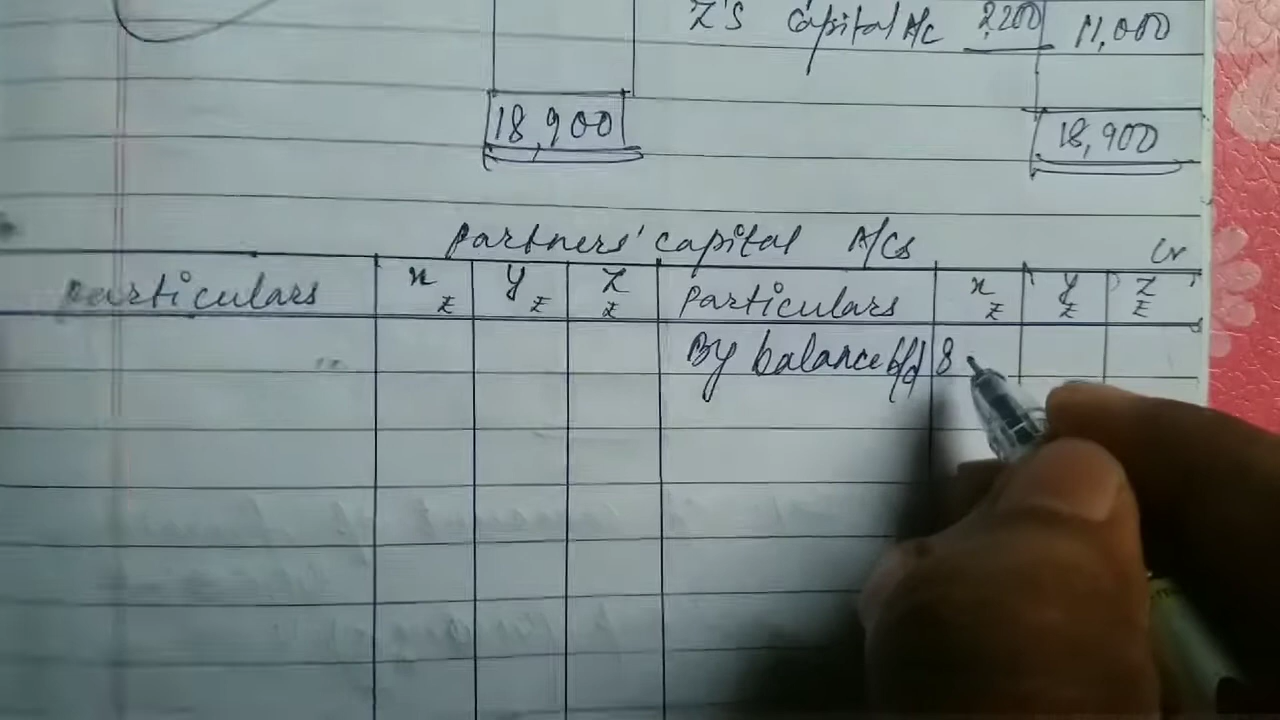 Z'S Capital A/c 2,200 11,000
18,900 18,900
Partners' capital A/cs Cr
Particulars x Y Z Particulars x y Z
₹ ₹ ₹ ₹ ₹ ₹
By balance b/d 8